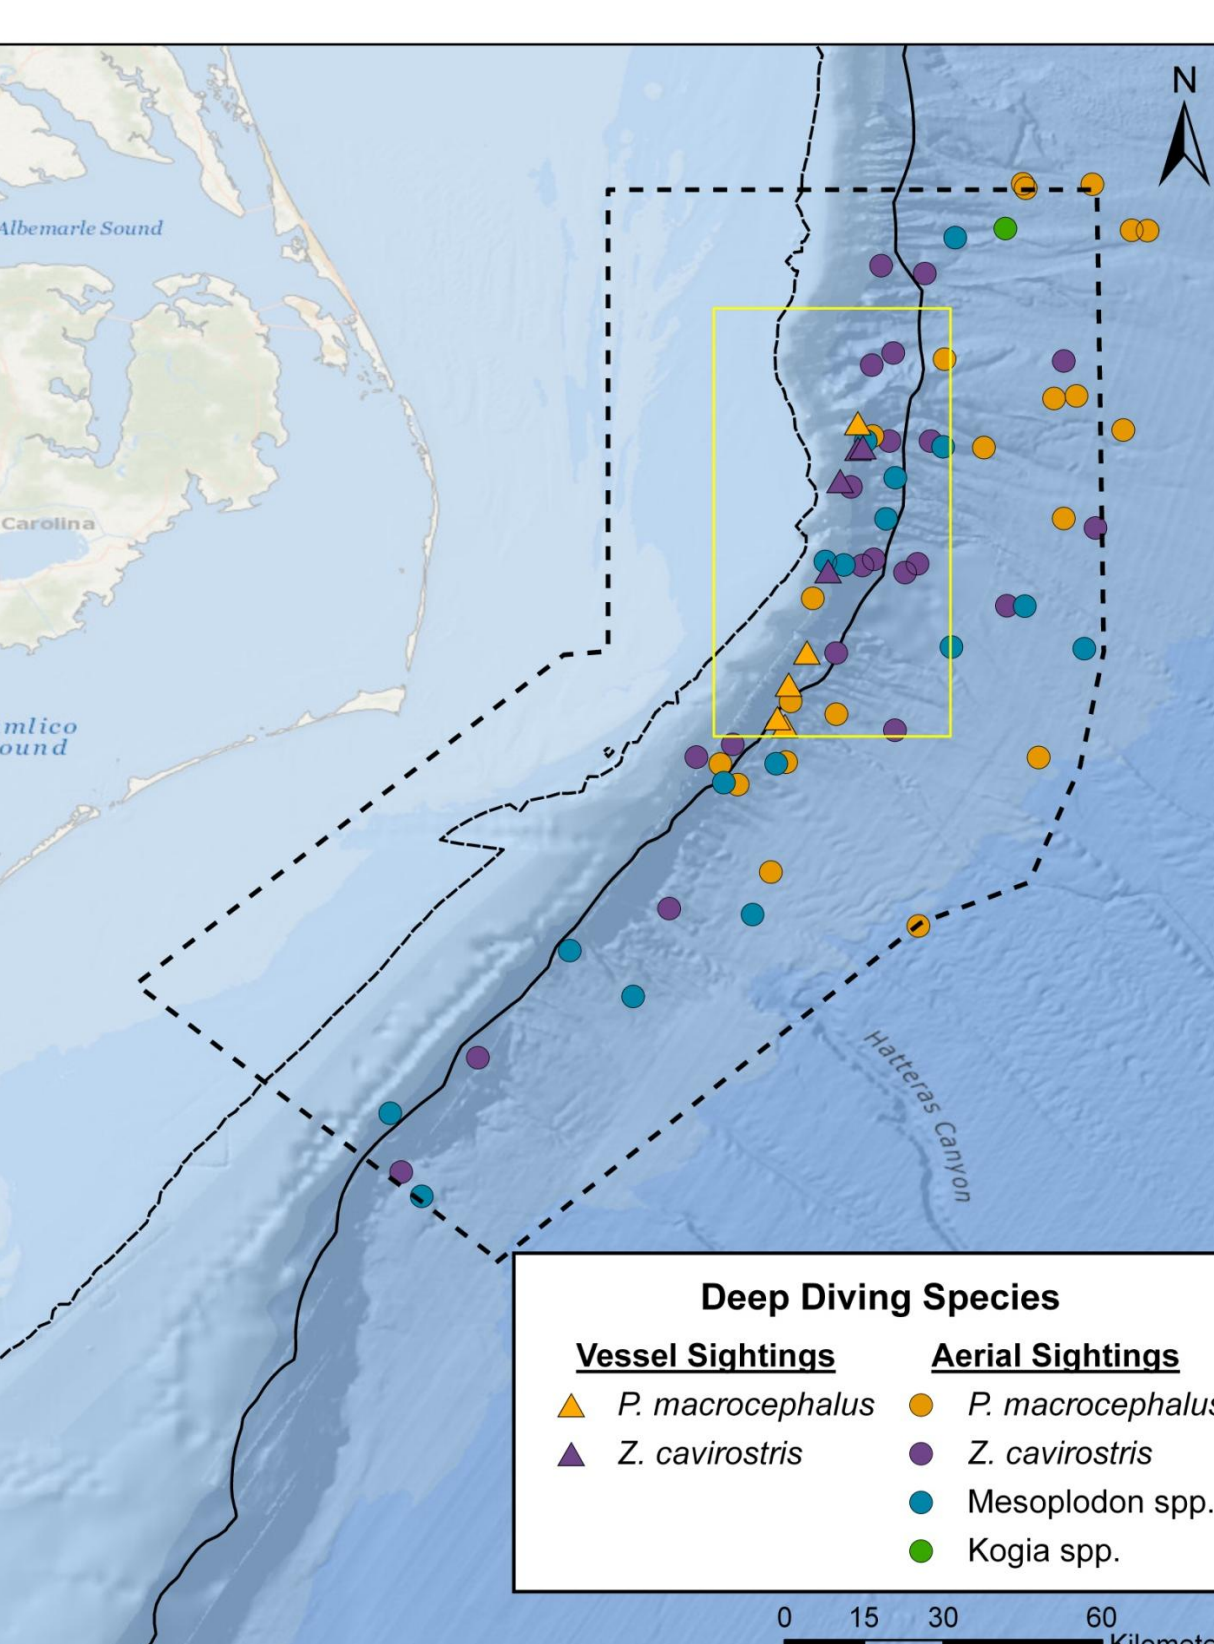 N
Albemarle Sound
Carolina
mlico
ound
Hatteras Canyon
Deep Diving Species
Vessel Sightings
P. macrocephalus
Z. cavirostris
Aerial Sightings
P. macrocephalus
Z. cavirostris
Mesoplodon spp.
Kogia spp.
0 15 30 60
Kilomete